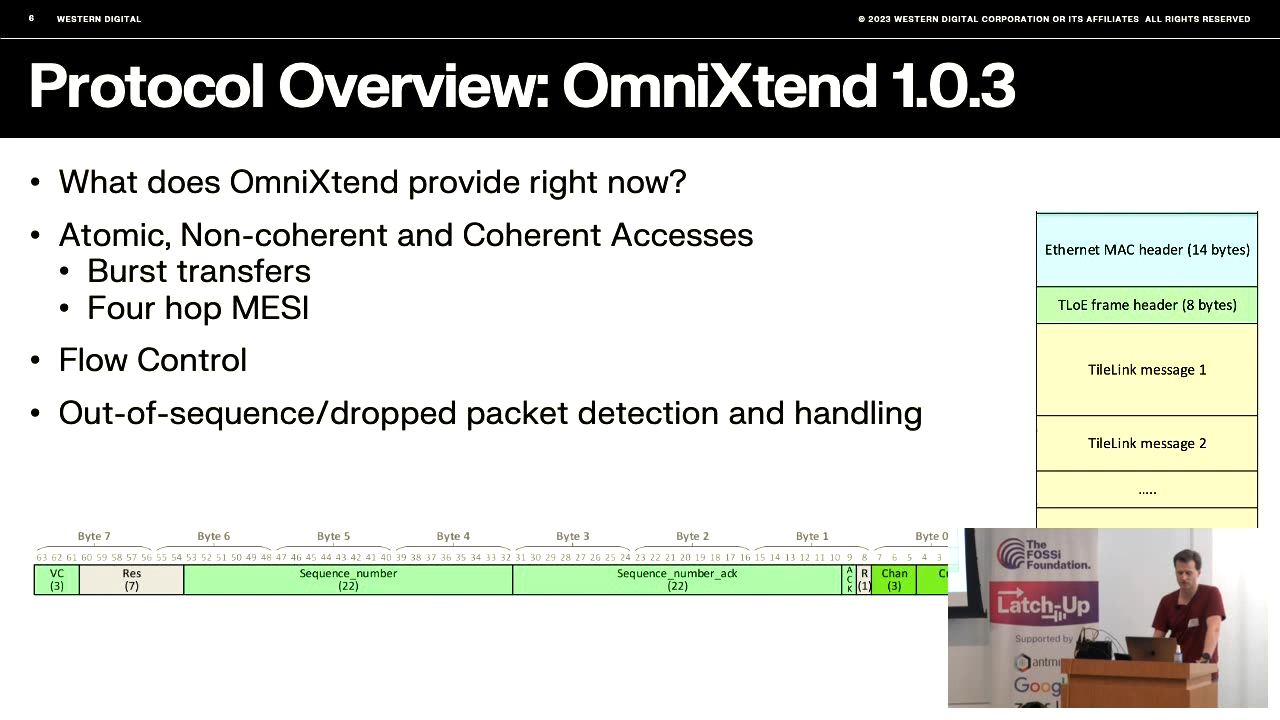 6 WESTERN DIGITAL © 2023 WESTERN DIGITAL CORPORATION OR ITS AFFILIATES ALL RIGHTS RESERVED
Protocol Overview: OmniXtend 1.0.3
• What does OmniXtend provide right now?
• Atomic, Non-coherent and Coherent Accesses
• Burst transfers
• Four hop MESI
• Flow Control
• Out-of-sequence/dropped packet detection and handling
Ethernet MAC header (14 bytes)
TLoE frame header (8 bytes)
TileLink message 1
TileLink message 2
.....
Byte 7 Byte 6 Byte 5 Byte 4 Byte 3 Byte 2 Byte 1 Byte 0
63 62 61 60 59 58 57 56 55 54 53 52 51 50 49 48 47 46 45 44 43 42 41 40 39 38 37 36 35 34 33 32 31 30 29 28 27 26 25 24 23 22 21 20 19 18 17 16 15 14 13 12 11 10 9 8 7 6 5 4 3
VC Res Sequence_number Sequence_number_ack ACK R Chan
(3) (7) (22) (22) (1) (3)
The
FOSSi
Foundation.
Latch-Up
Supported by
antm
Goog